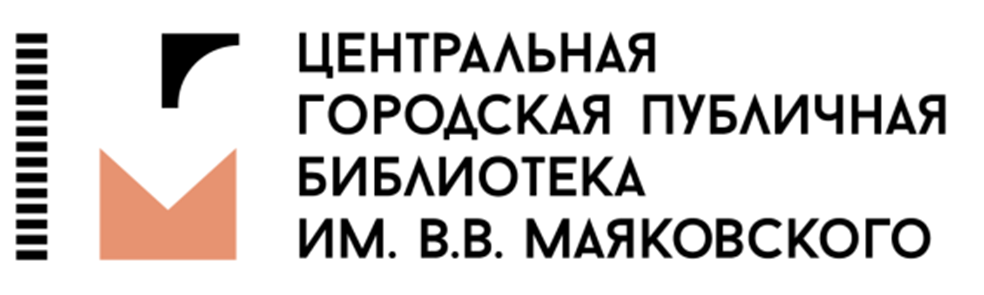 ЦЕНТРАЛЬНАЯ
ГОРОДСКАЯ ПУБЛИЧНАЯ
БИБЛИОТЕКА
ИМ. В.В. МАЯКОВСКОГО